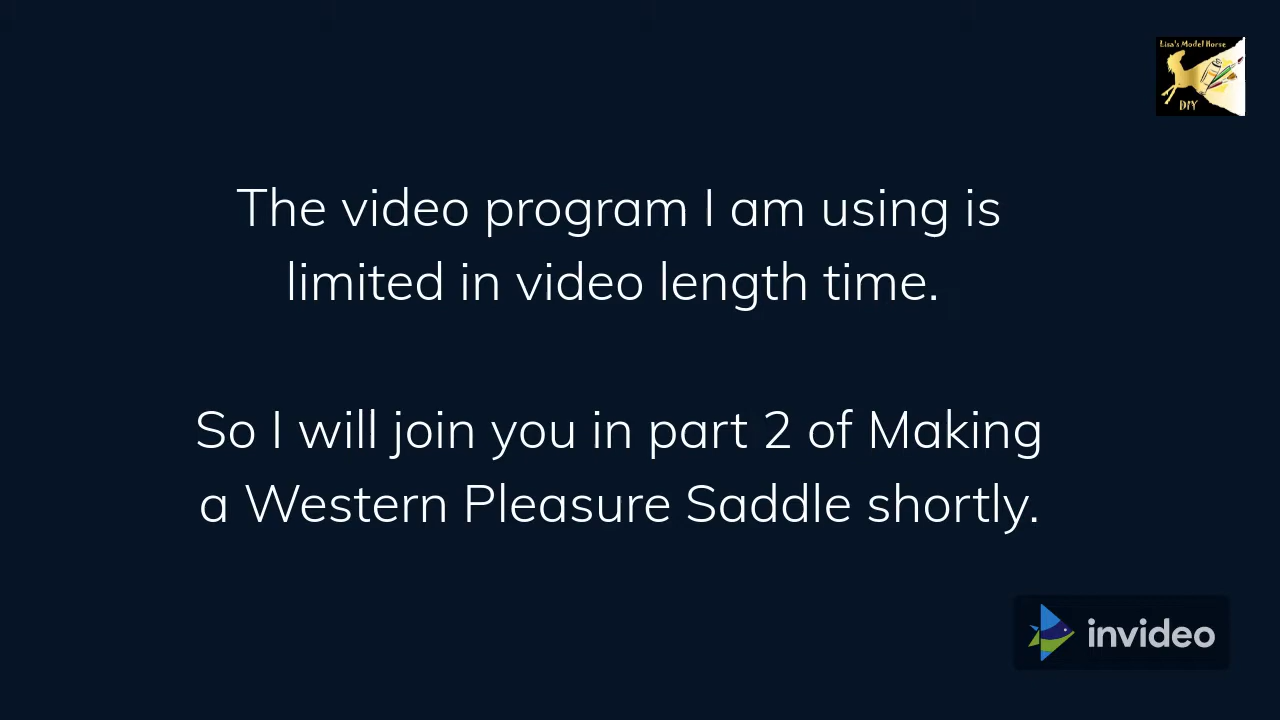 Lisa's Model Horse
DIY
The video program I am using is
limited in video length time.
So I will join you in part 2 of Making
a Western Pleasure Saddle shortly.
invideo